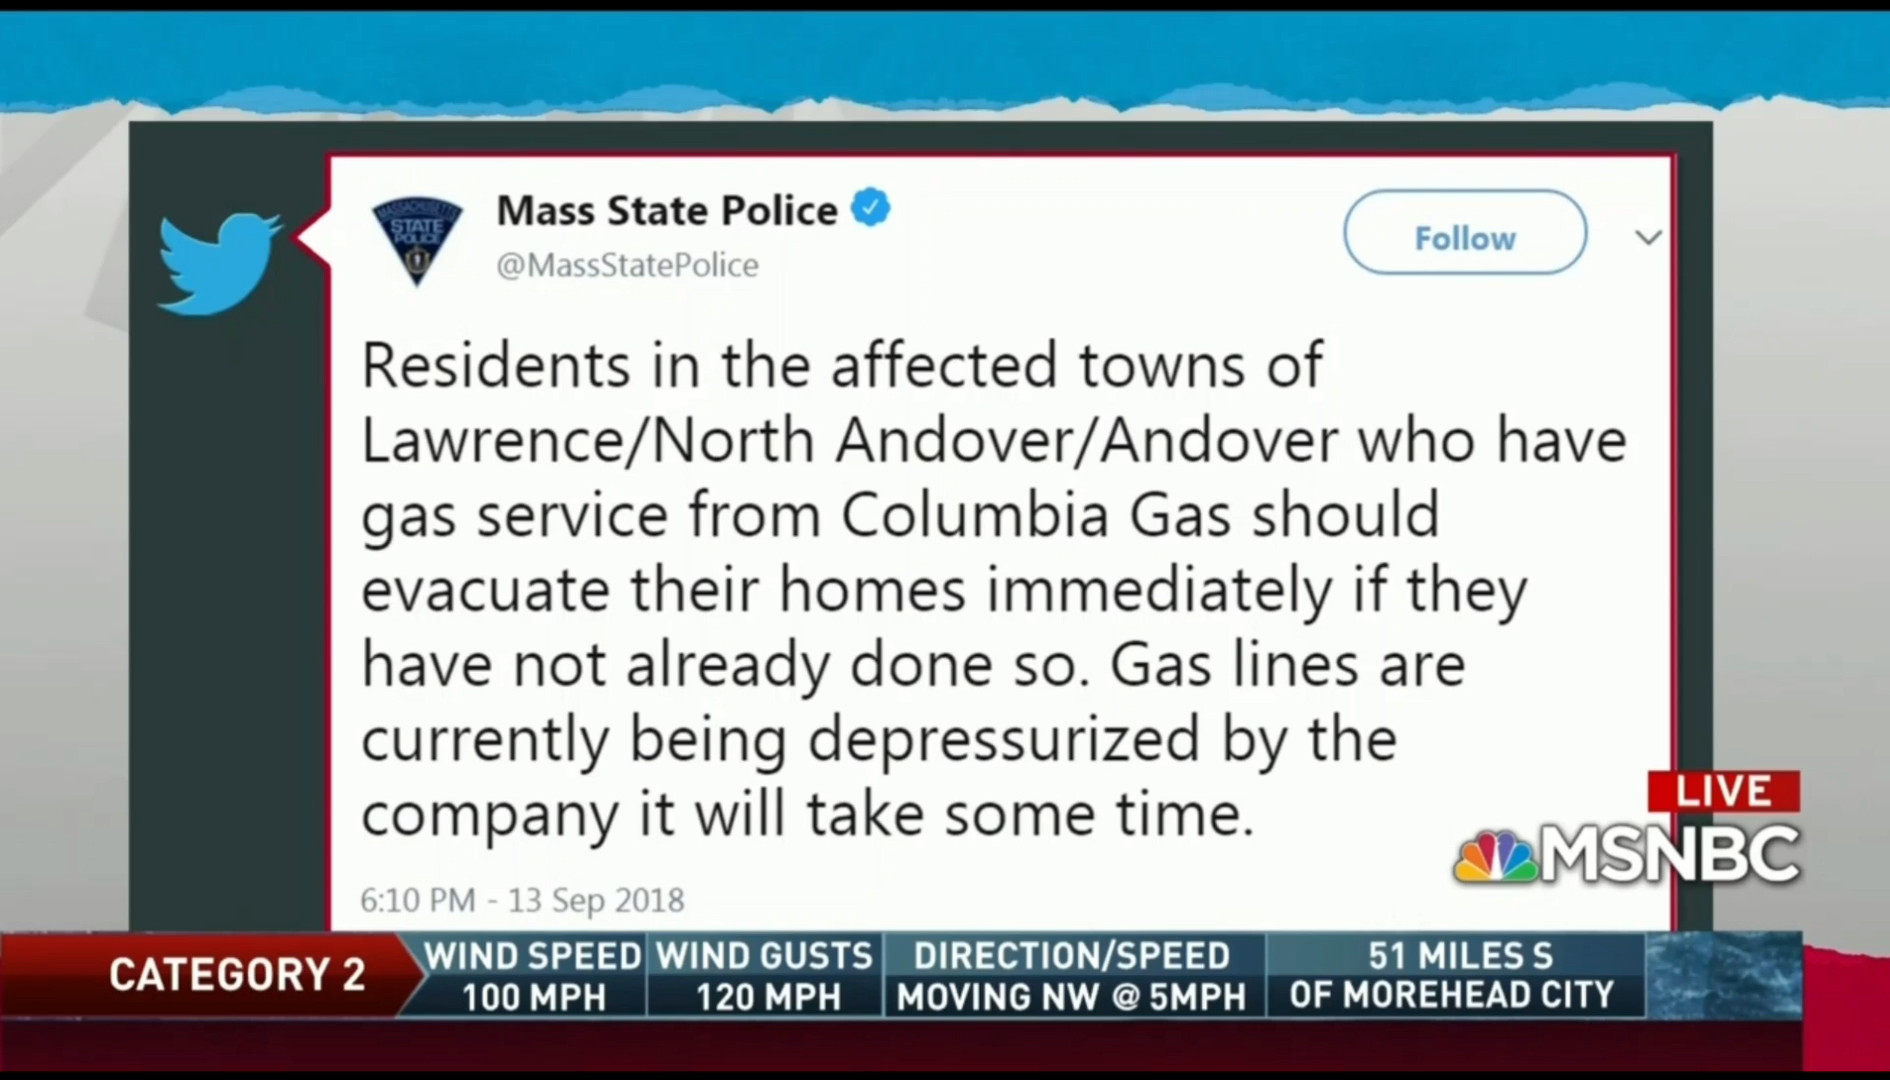 MASSACHUSETTS
STATE
POLICE
Mass State Police
@MassStatePolice
Follow
Residents in the affected towns of
Lawrence/North Andover/Andover who have
gas service from Columbia Gas should
evacuate their homes immediately if they
have not already done so. Gas lines are
currently being depressurized by the
company it will take some time.
6:10 PM - 13 Sep 2018
LIVE
MSNBC
CATEGORY 2
WIND SPEED
100 MPH
WIND GUSTS
120 MPH
DIRECTION/SPEED
MOVING NW @ 5MPH
51 MILES S
OF MOREHEAD CITY